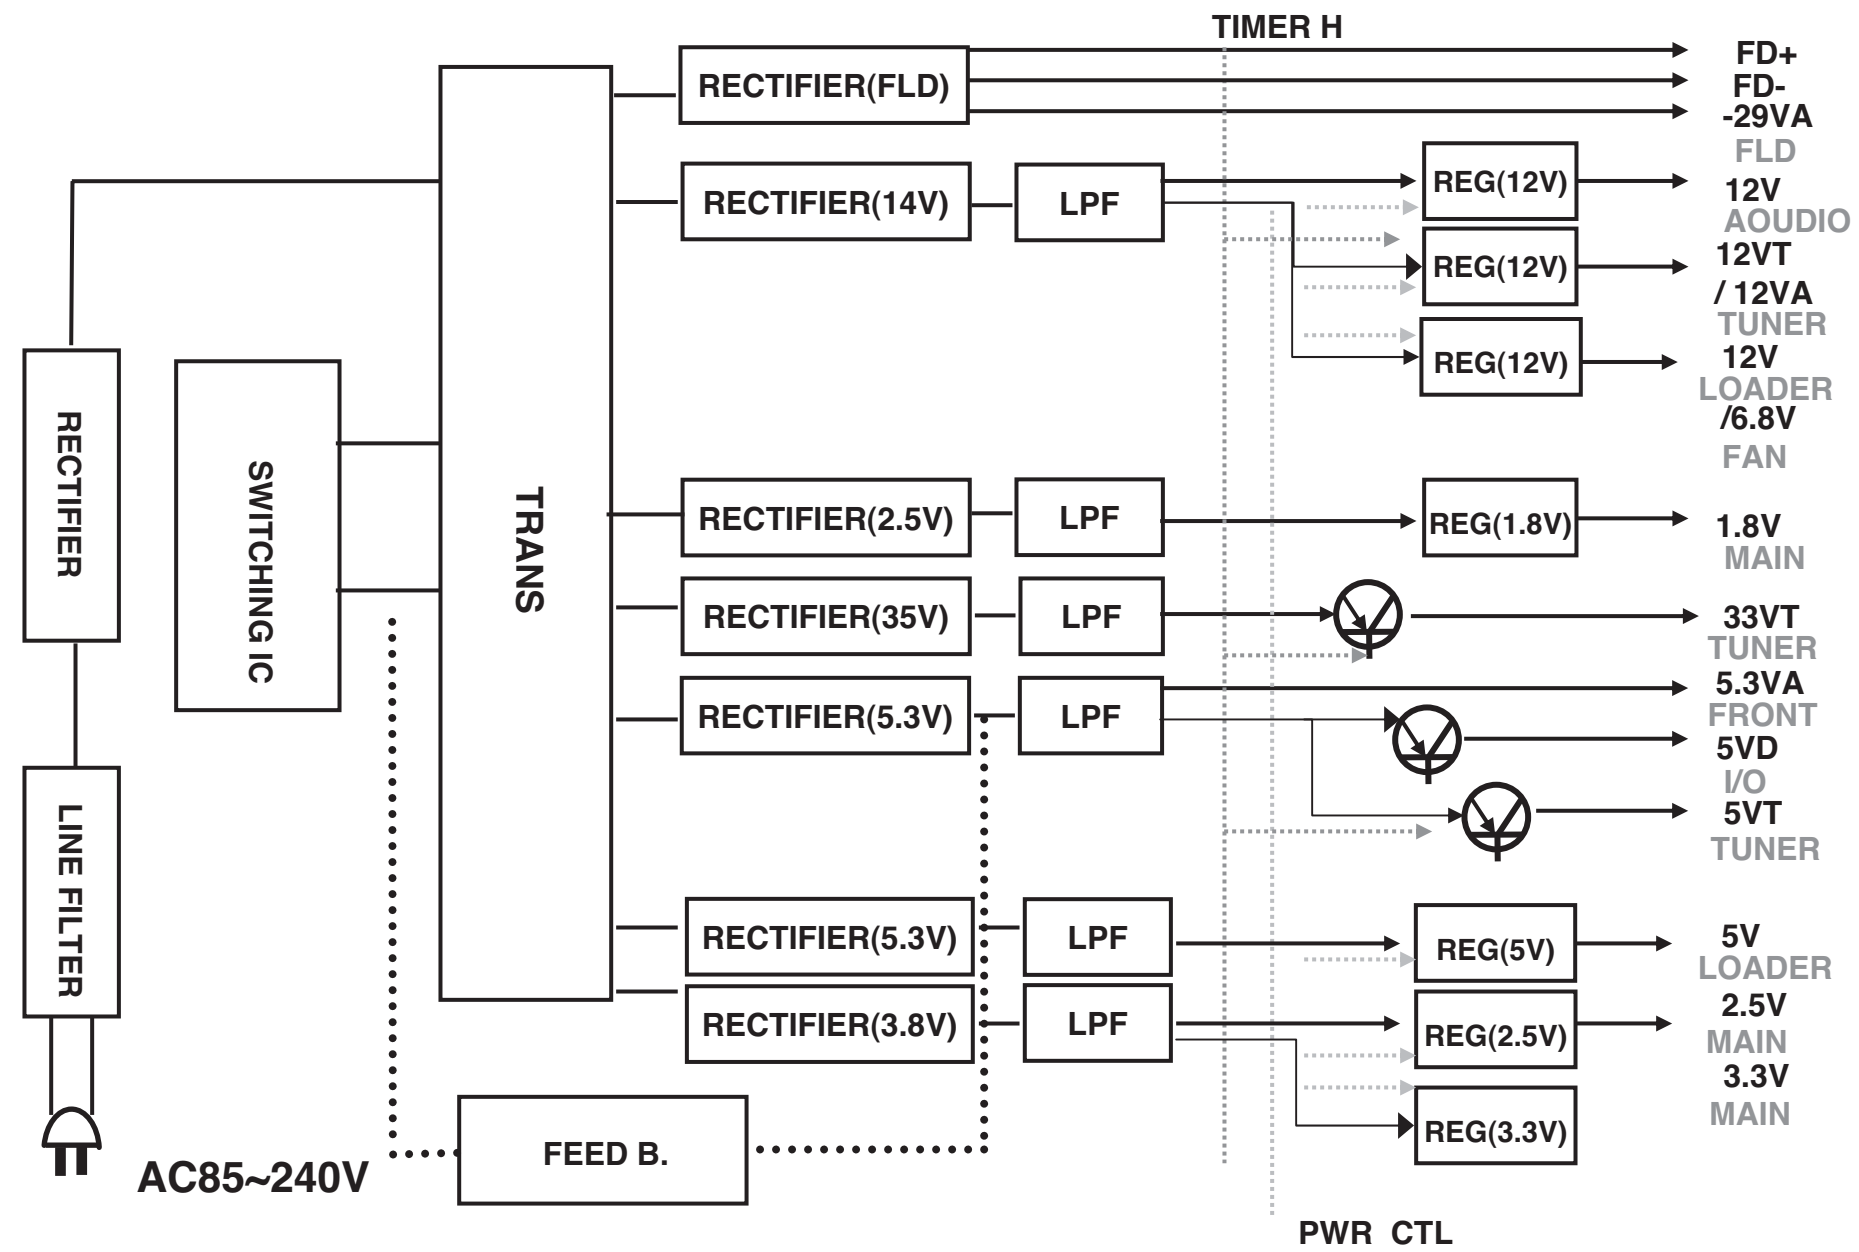 TIMER H
RECTIFIER(FLD)
FD+
FD-
-29VA
FLD
RECTIFIER(14V)
LPF
REG(12V)
12V
AOUDIO
REG(12V)
12VT
/ 12VA
TUNER
REG(12V)
12V
LOADER
/6.8V
FAN
RECTIFIER
SWITCHING IC
TRANS
RECTIFIER(2.5V)
LPF
REG(1.8V)
1.8V
MAIN
RECTIFIER(35V)
LPF
33VT
TUNER
RECTIFIER(5.3V)
LPF
5.3VA
FRONT
5VD
I/O
5VT
TUNER
LINE FILTER
RECTIFIER(5.3V)
LPF
REG(5V)
5V
LOADER
RECTIFIER(3.8V)
LPF
REG(2.5V)
2.5V
MAIN
REG(3.3V)
3.3V
MAIN
FEED B.
AC85~240V
PWR CTL